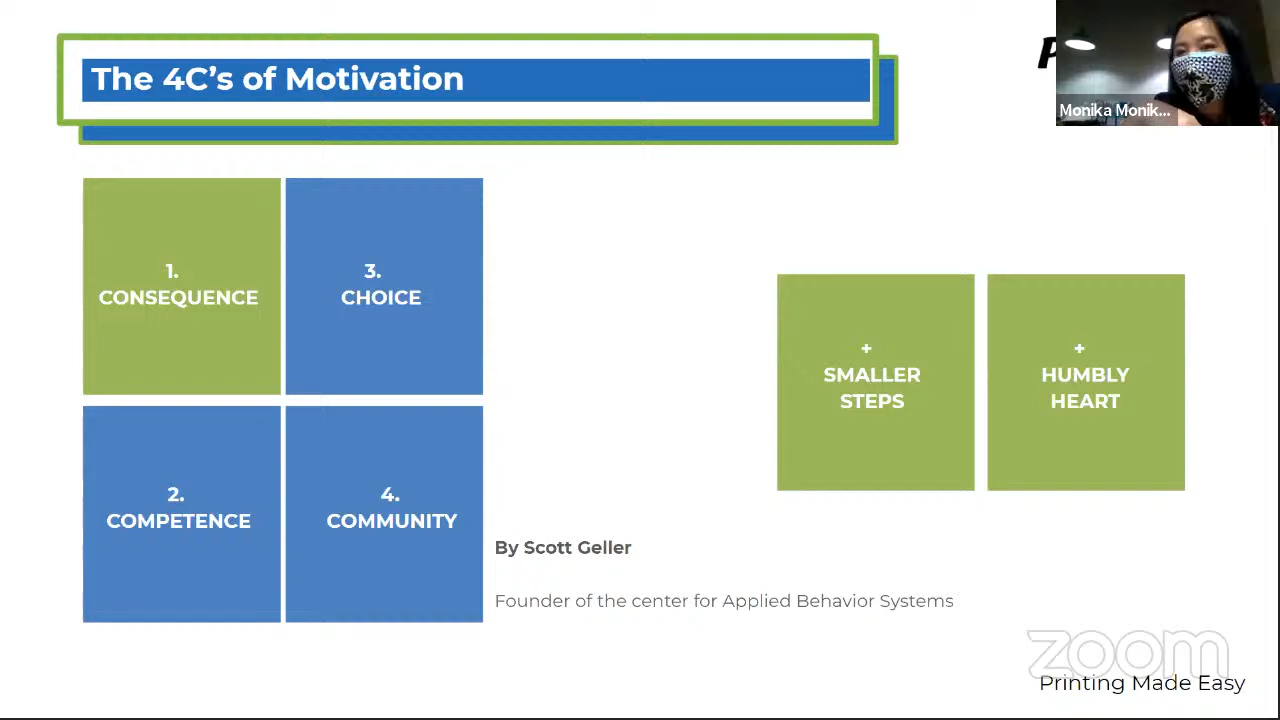 The 4C’s of Motivation
Monika Monik...
1.
CONSEQUENCE
3.
CHOICE
2.
COMPETENCE
4.
COMMUNITY
+
SMALLER
STEPS
+
HUMBLY
HEART
By Scott Geller
Founder of the center for Applied Behavior Systems
zoom
Printing Made Easy